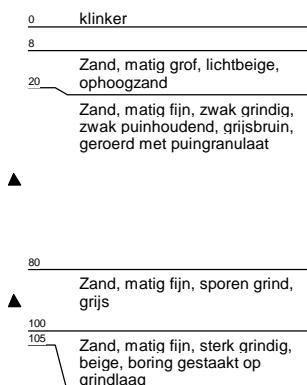 0 klinker
8
Zand, matig grof, lichtbeige,
20 ophoogzand
Zand, matig fijn, zwak grindig,
zwak puinhoudend, grijsbruin,
geroerd met puingranulaat
80
Zand, matig fijn, sporen grind,
grijs
100
105 Zand, matig fijn, sterk grindig,
beige, boring gestaakt op
grindlaag